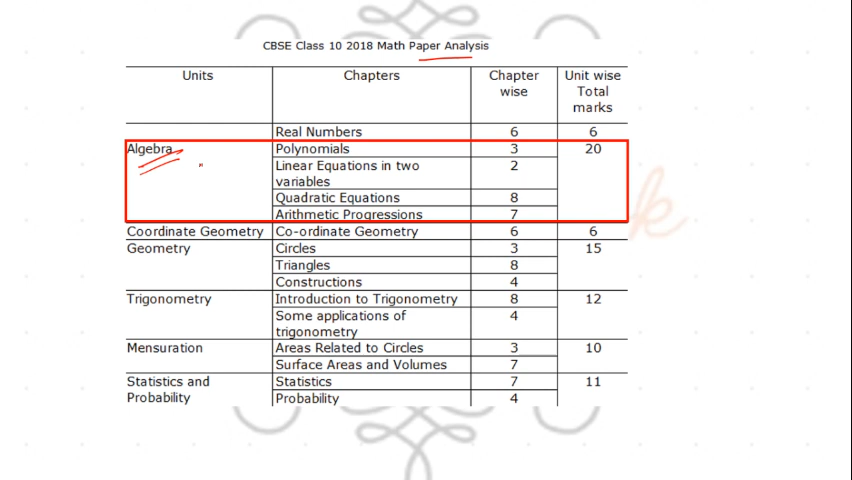 CBSE Class 10 2018 Math Paper Analysis
Units Chapters Chapter wise Unit wise Total marks
Real Numbers 6 6
Algebra Polynomials 3 20
Linear Equations in two variables 2
Quadratic Equations 8
Arithmetic Progressions 7
Coordinate Geometry Co-ordinate Geometry 6 6
Geometry Circles 3 15
Triangles 8
Constructions 4
Trigonometry Introduction to Trigonometry 8 12
Some applications of trigonometry 4
Mensuration Areas Related to Circles 3 10
Surface Areas and Volumes 7
Statistics and Probability Statistics 7 11
Probability 4